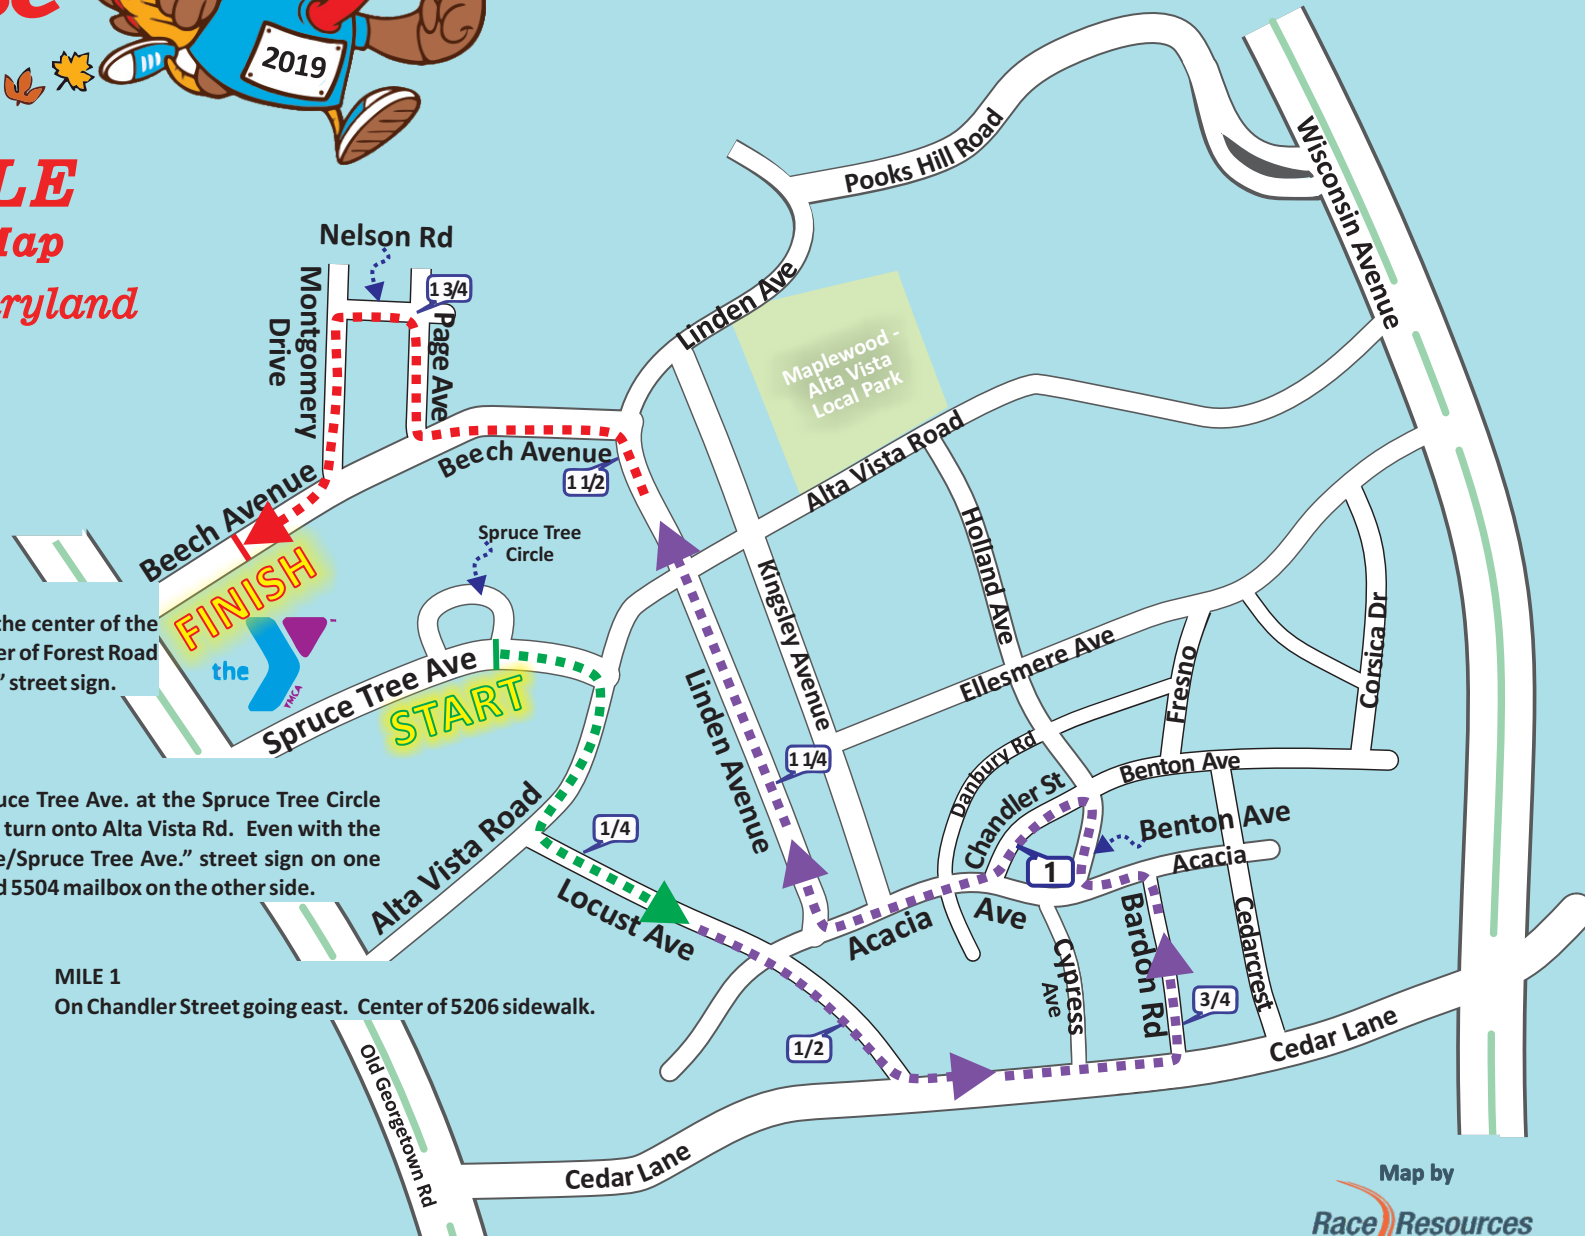 2019
LE
Map
ryland
Nelson Rd
1 3/4
Montgomery
Drive
Page Ave
Beech Avenue
1 1/2
Beech Avenue
FINISH
the
YMCA
Spruce Tree
Circle
Spruce Tree Ave
START
Pooks Hill Road
Wisconsin Avenue
Linden Ave
Maplewood -
Alta Vista
Local Park
Alta Vista Road
Holland Ave
Kingsley Avenue
Ellesmere Ave
Fresno
Corsica Dr
Linden Avenue
1 1/4
Danbury Rd
Chandler St
Benton Ave
Benton Ave
1
Acacia
Acacia
Ave
Bardon Rd
Cedarcrest
Cypress
Ave
3/4
1/4
Alta Vista Road
Locust Ave
1/2
Cedar Lane
Cedar Lane
Old Georgetown Rd
the center of the
er of Forest Road
" street sign.
uce Tree Ave. at the Spruce Tree Circle
turn onto Alta Vista Rd. Even with the
e/Spruce Tree Ave." street sign on one
d 5504 mailbox on the other side.
MILE 1
On Chandler Street going east. Center of 5206 sidewalk.
Map by
Race Resources